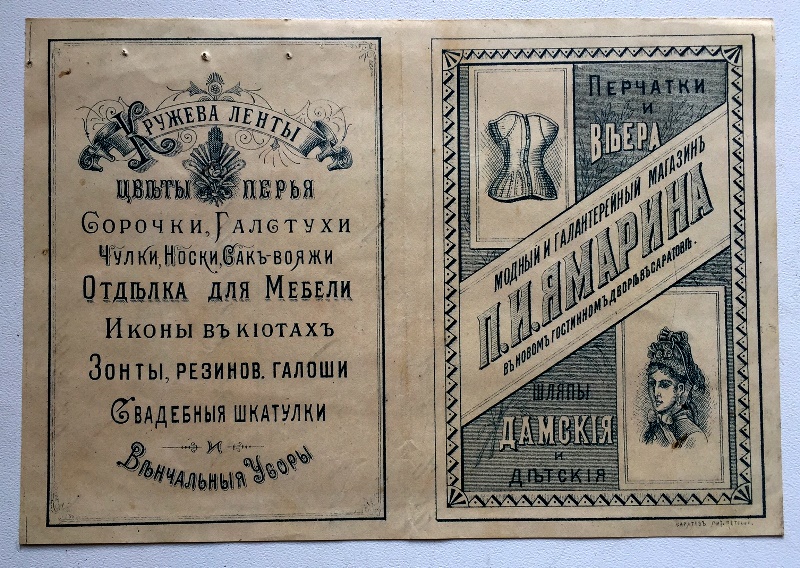 Кружева ленты
цвѣты перья
Сорочки, Галстухи
Чулки, Носки, Сакъ-вояжи
Отдѣлка для Мебели
Иконы въ кіотахъ
Зонты, резинов. галоши
Свадебныя шкатулки
и
Вѣнчальныя Уборы
Перчатки
и
Вѣера
модный и галантерейный магазинъ
П.И.Ямарина
въ новомъ гостинномъ дворѣ въ Саратовѣ.
шляпы
Дамскія
и
Дѣтскія
Саратовъ